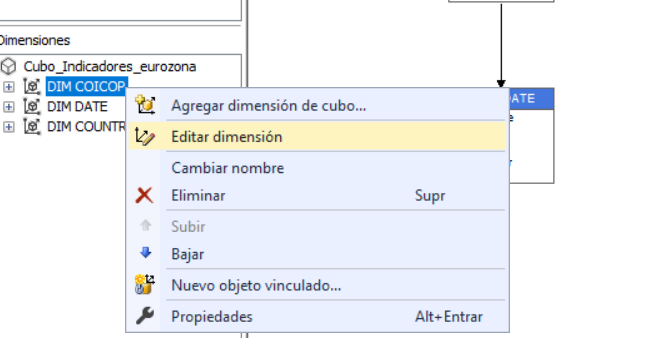 Dimensiones
Cubo_Indicadores_eurozona
DIM COICOP
DIM DATE
DIM COUNTR
Agregar dimensión de cubo...
Editar dimensión
Cambiar nombre
Eliminar Supr
Subir
Bajar
Nuevo objeto vinculado...
Propiedades Alt+Entrar
ATE
e
r